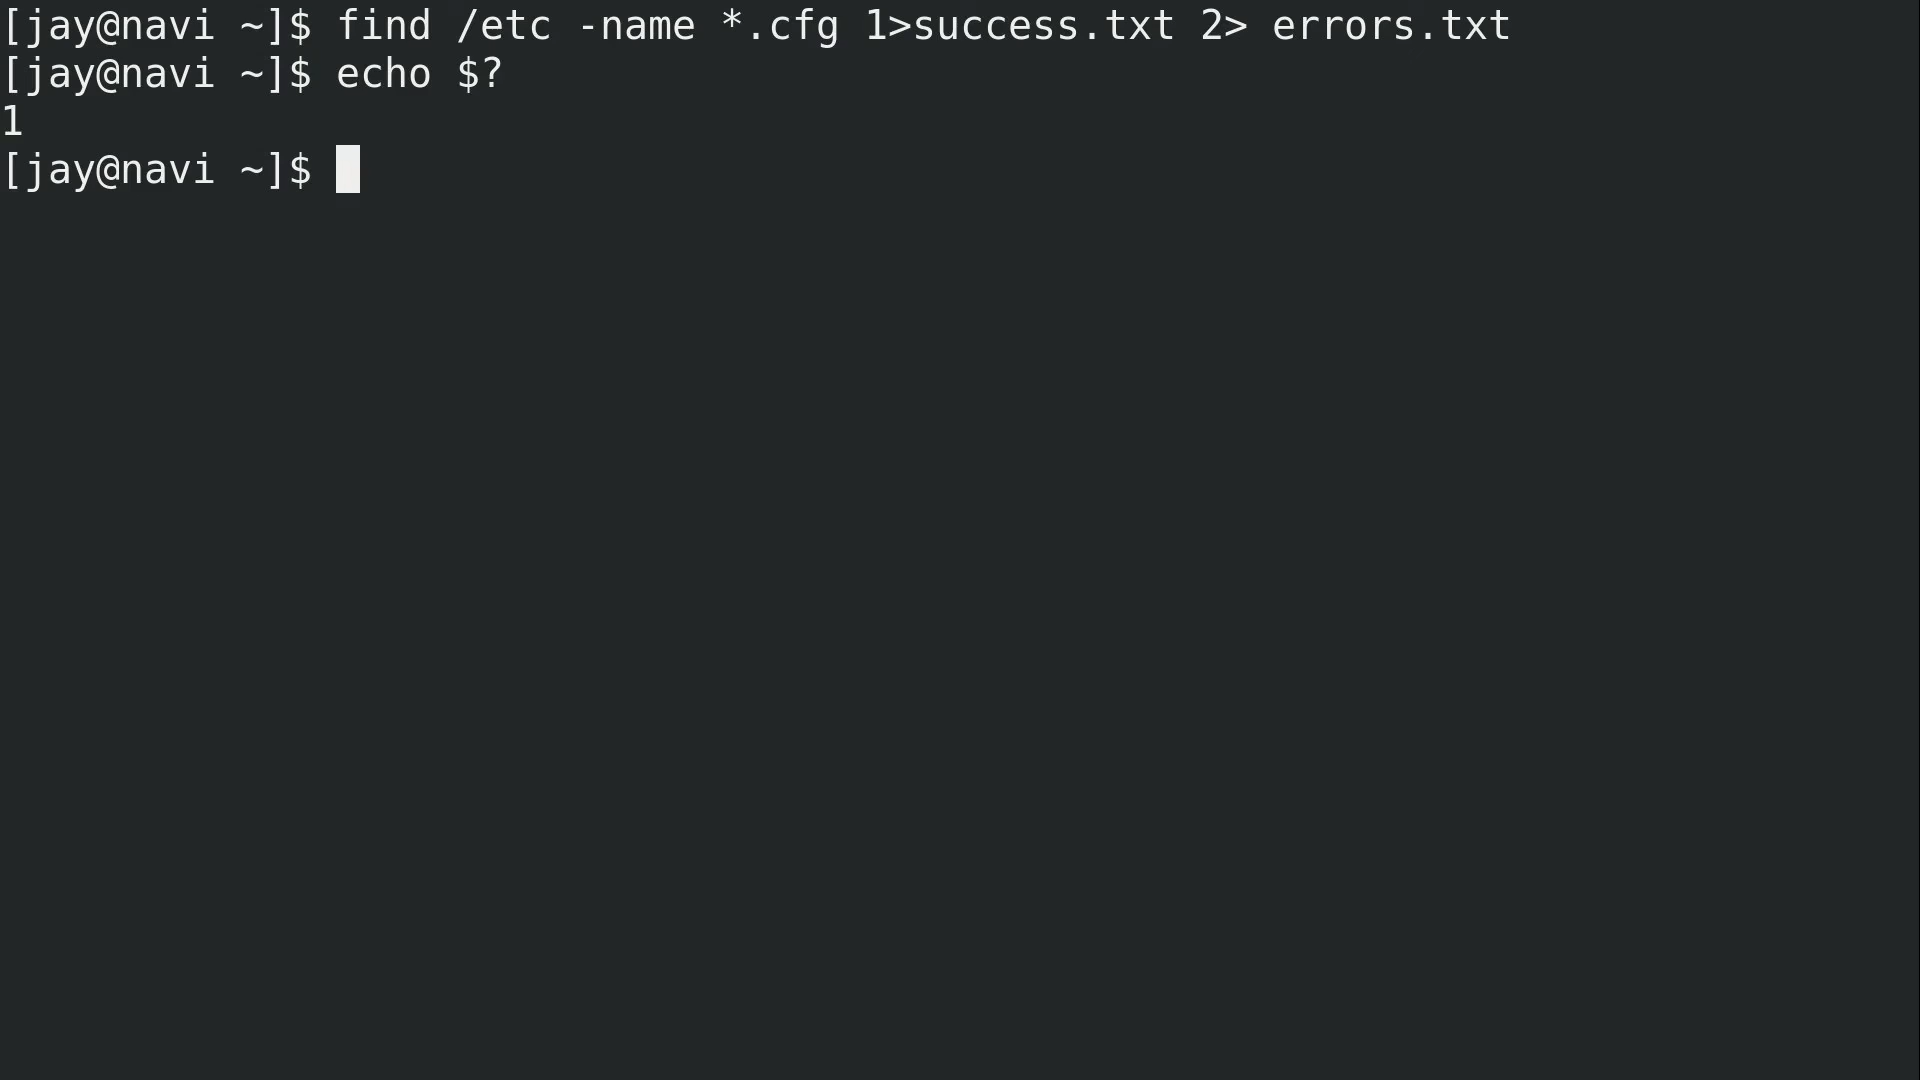 [jay@navi ~]$ find /etc -name *.cfg 1>success.txt 2> errors.txt
[jay@navi ~]$ echo $?
1
[jay@navi ~]$